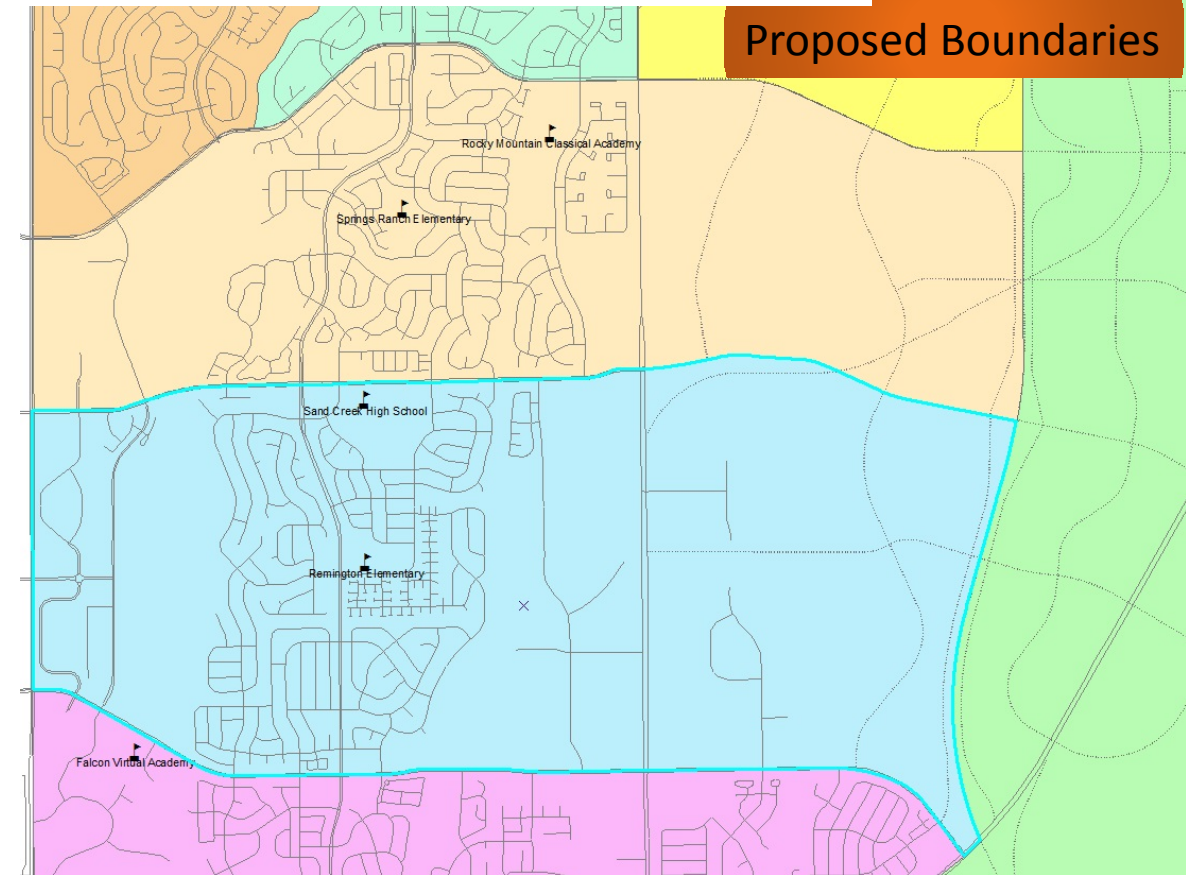 Proposed Boundaries
Rocky Mountain Classical Academy
Springs Ranch Elementary
Sand Creek High School
Remington Elementary
Falcon Virtual Academy